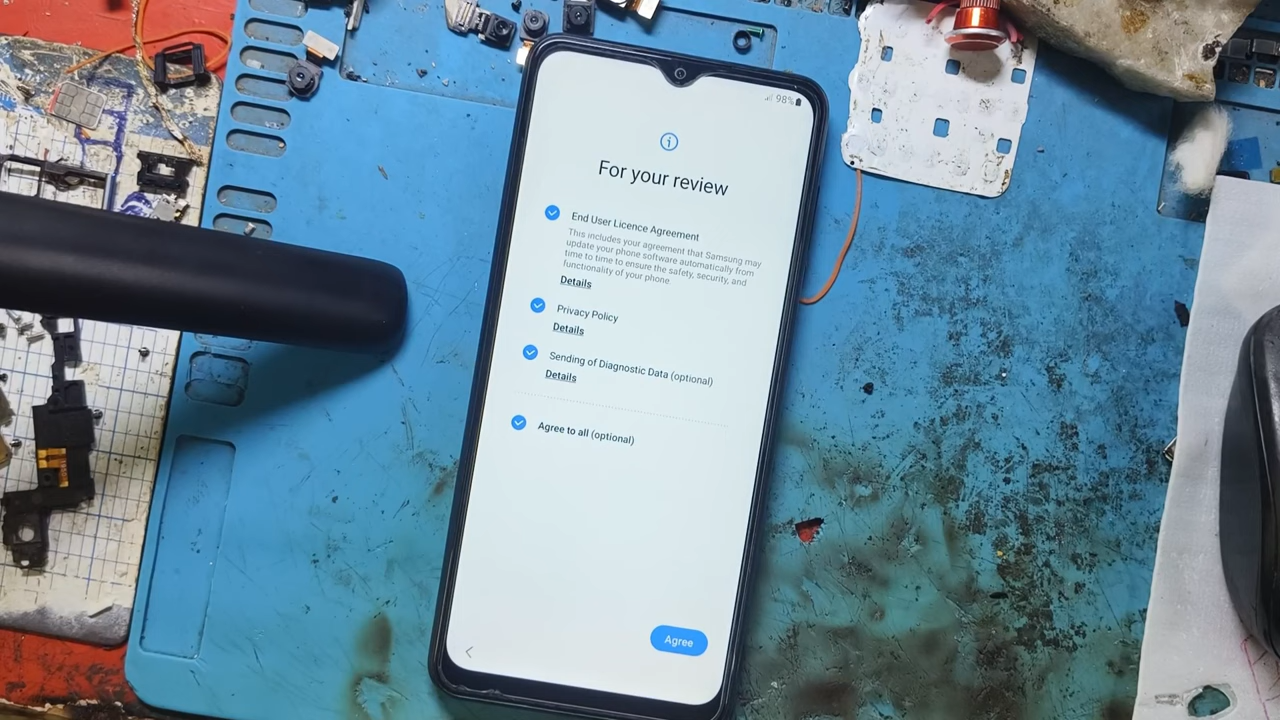 98%
For your review
End User Licence Agreement
This includes your agreement that Samsung may
update your phone software automatically from
time to time to ensure the safety, security, and
functionality of your phone
Details
Privacy Policy
Details
Sending of Diagnostic Data (optional)
Details
Agree to all (optional)
Agree